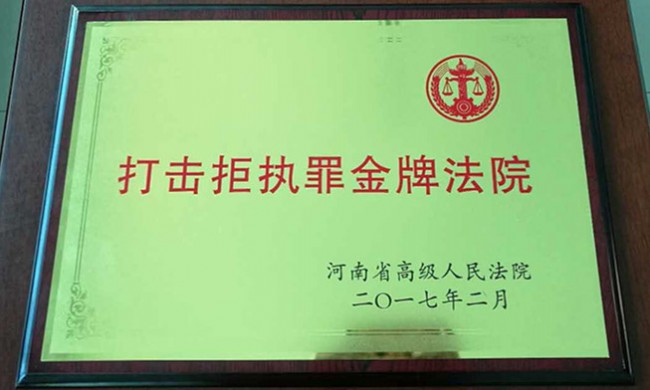 打击拒执罪金牌法院
河南省高级人民法院
二〇一七年二月